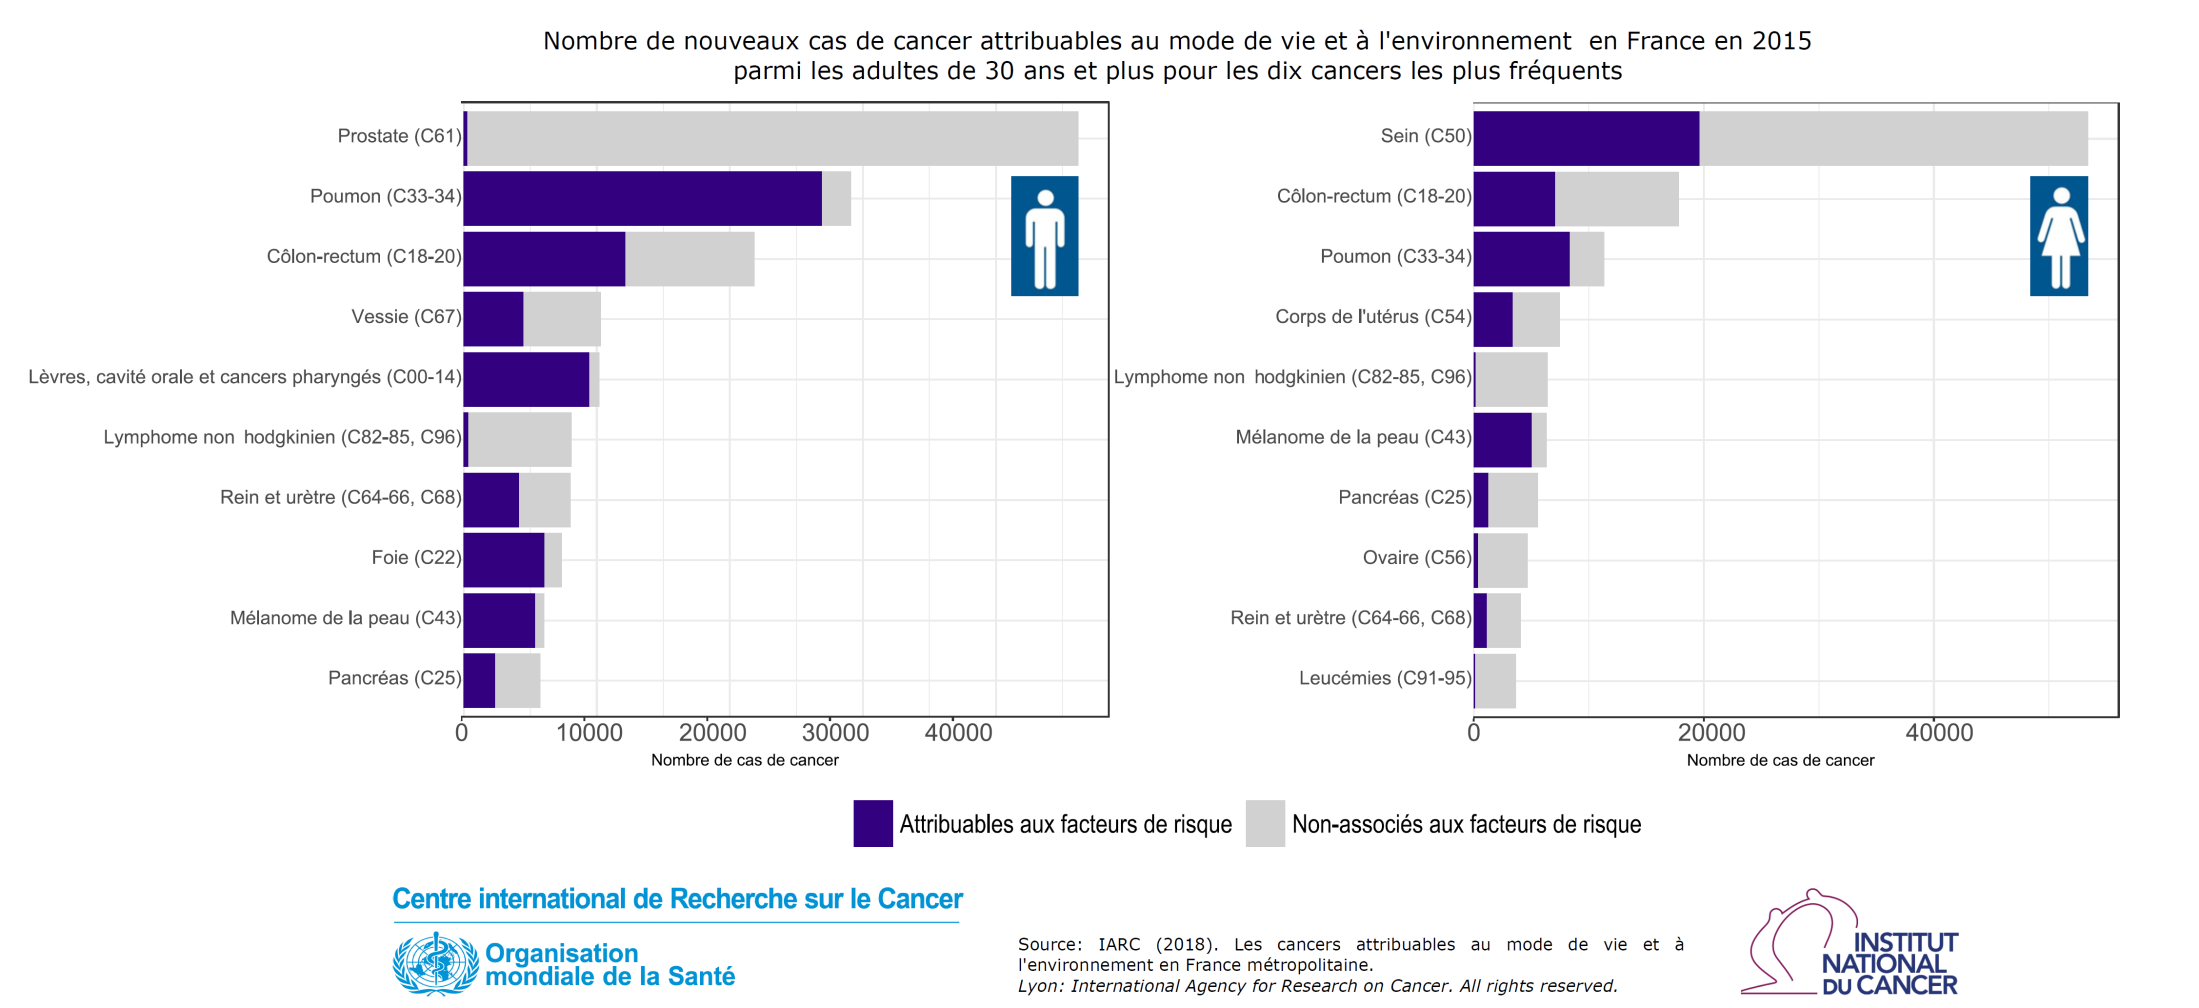 Nombre de nouveaux cas de cancer attribuables au mode de vie et à l'environnement en France en 2015
parmi les adultes de 30 ans et plus pour les dix cancers les plus fréquents
Prostate (C61)
Poumon (C33-34)
Côlon-rectum (C18-20)
Vessie (C67)
Lèvres, cavité orale et cancers pharyngés (C00-14)
Lymphome non hodgkinien (C82-85, C96)
Rein et urètre (C64-66, C68)
Foie (C22)
Mélanome de la peau (C43)
Pancréas (C25)
0 10000 20000 30000 40000
Nombre de cas de cancer
Sein (C50)
Côlon-rectum (C18-20)
Poumon (C33-34)
Corps de l'utérus (C54)
Lymphome non hodgkinien (C82-85, C96)
Mélanome de la peau (C43)
Pancréas (C25)
Ovaire (C56)
Rein et urètre (C64-66, C68)
Leucémies (C91-95)
0 20000 40000
Nombre de cas de cancer
Attribuables aux facteurs de risque
Non-associés aux facteurs de risque
Centre international de Recherche sur le Cancer
Organisation
mondiale de la Santé
Source: IARC (2018). Les cancers attribuables au mode de vie et à
l'environnement en France métropolitaine.
Lyon: International Agency for Research on Cancer. All rights reserved.
INSTITUT
NATIONAL
DU CANCER